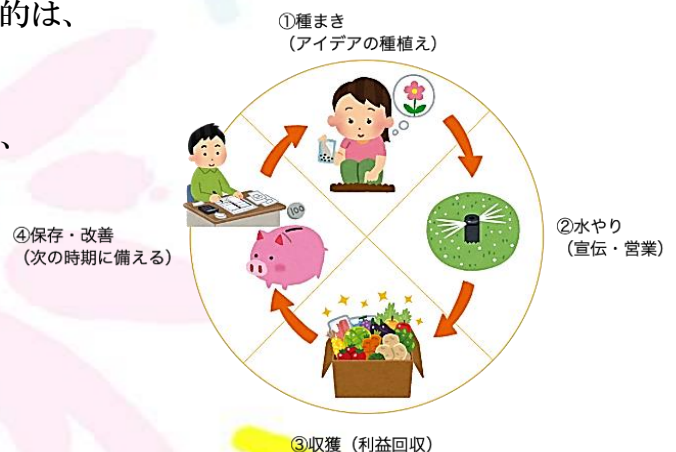 的は、
、
①種まき
（アイデアの種植え）
②水やり
（宣伝・営業）
③収獲（利益回収）
④保存・改善
（次の時期に備える）
100